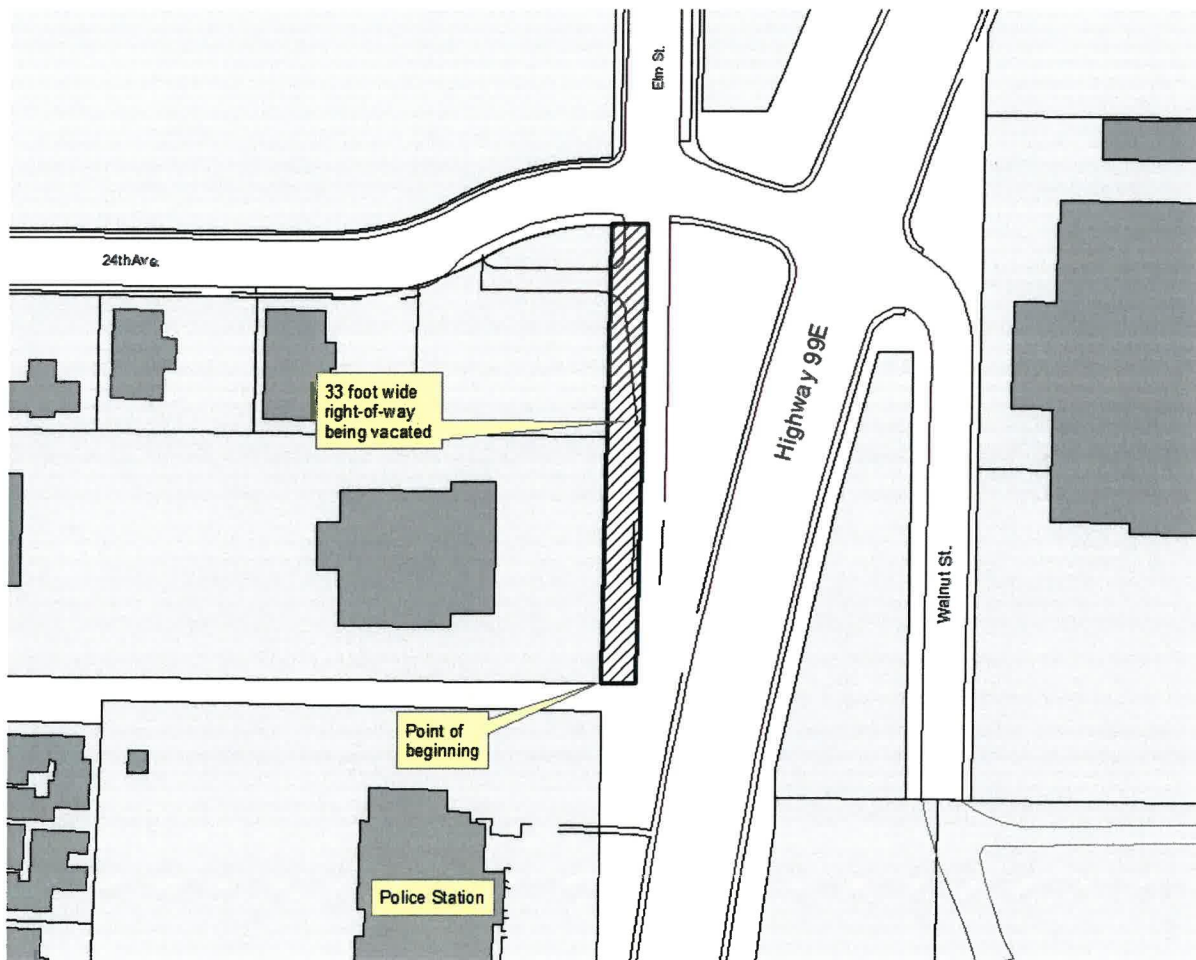 Elm St.
24thAve.
Highway 99E
33 foot wide
right-of-way
being vacated
Walnut St.
Point of
beginning
Police Station